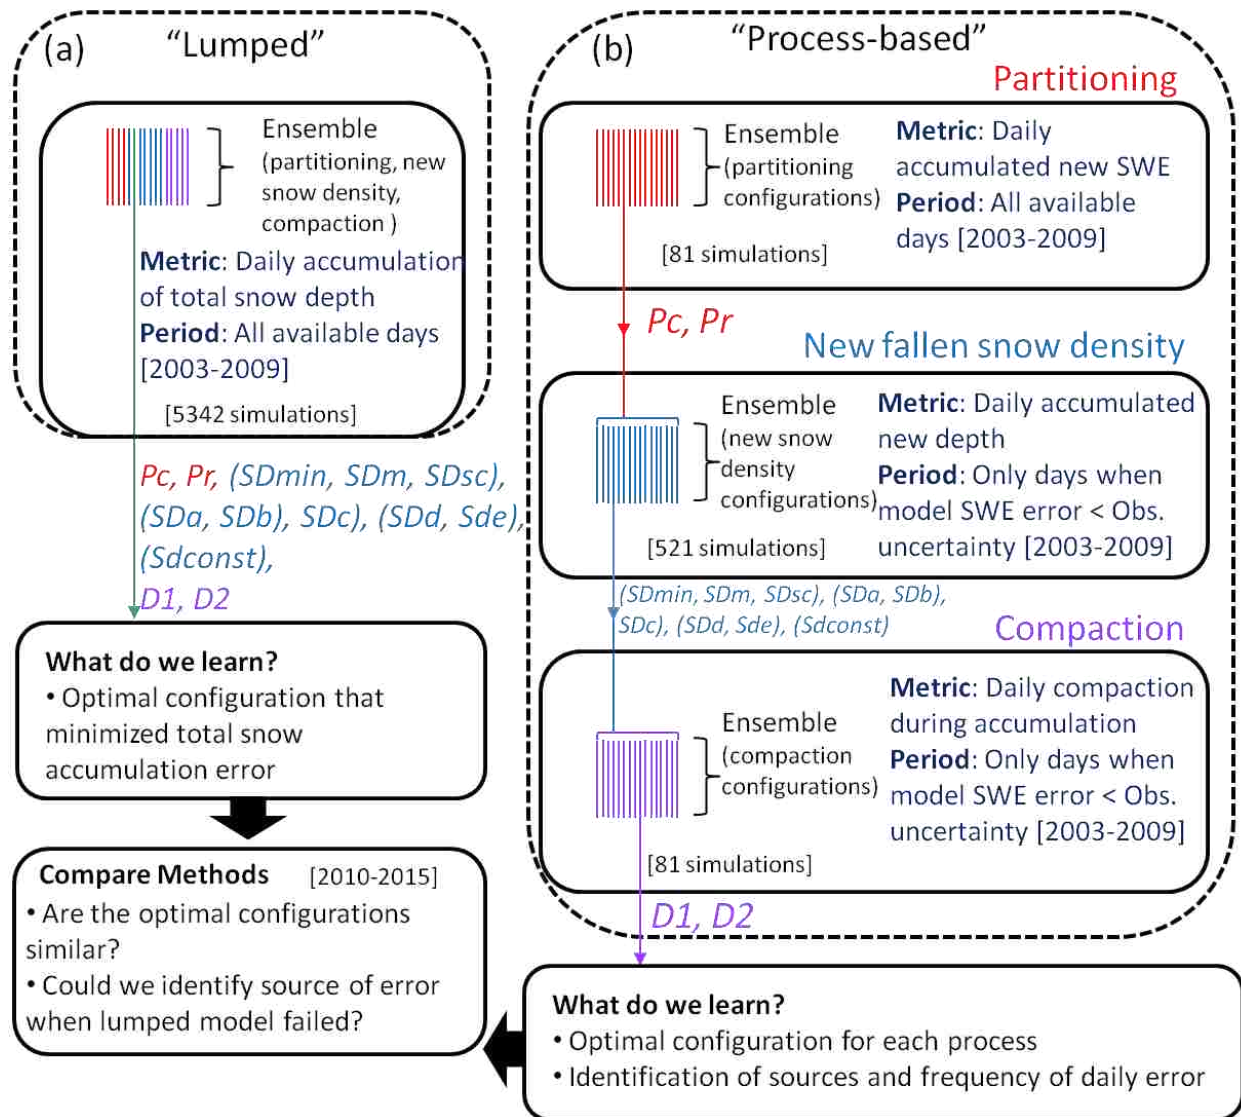 (a)
“Lumped”
Ensemble
(partitioning, new
snow density,
compaction )
Metric: Daily accumulation
of total snow depth
Period: All available days
[2003-2009]
[5342 simulations]
Pc, Pr, (SDmin, SDm, SDsc),
(SDa, SDb), SDc), (SDd, Sde),
(Sdconst),
D1, D2
What do we learn?
• Optimal configuration that
minimized total snow
accumulation error
Compare Methods [2010-2015]
• Are the optimal configurations
similar?
• Could we identify source of error
when lumped model failed?
(b)
“Process-based”
Partitioning
Ensemble
(partitioning
configurations)
[81 simulations]
Metric: Daily
accumulated new SWE
Period: All available
days [2003-2009]
Pc, Pr
New fallen snow density
Ensemble
(new snow
density
configurations)
[521 simulations]
Metric: Daily accumulated
new depth
Period: Only days when
model SWE error < Obs.
uncertainty [2003-2009]
(SDmin, SDm, SDsc), (SDa, SDb),
SDc), (SDd, Sde), (Sdconst)
Compaction
Ensemble
(compaction
configurations)
[81 simulations]
Metric: Daily compaction
during accumulation
Period: Only days when
model SWE error < Obs.
uncertainty [2003-2009]
D1, D2
What do we learn?
• Optimal configuration for each process
• Identification of sources and frequency of daily error